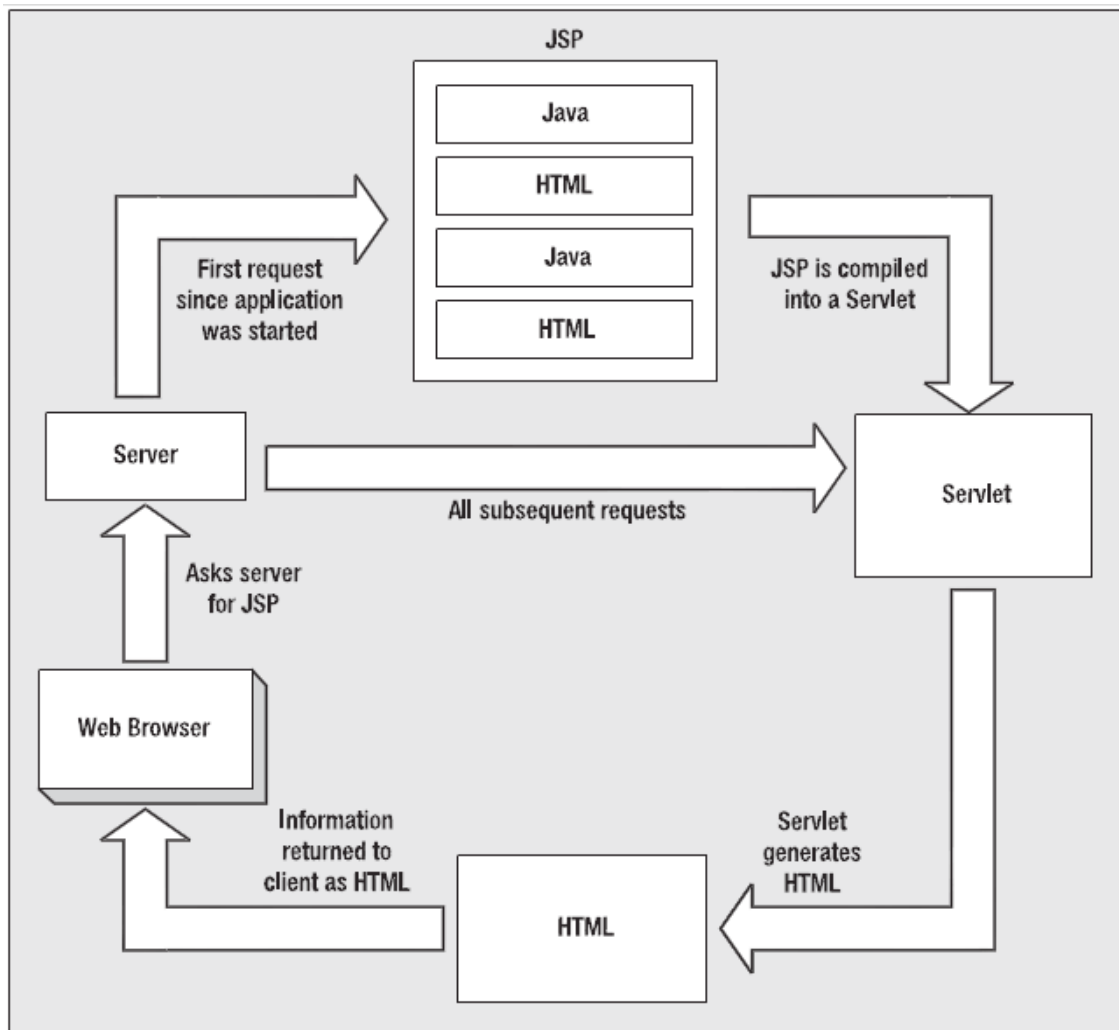 JSP
Java
HTML
Java
HTML
First request
since application
was started
JSP is compiled
into a Servlet
Server
All subsequent requests
Servlet
Asks server
for JSP
Web Browser
Information
returned to
client as HTML
HTML
Servlet
generates
HTML